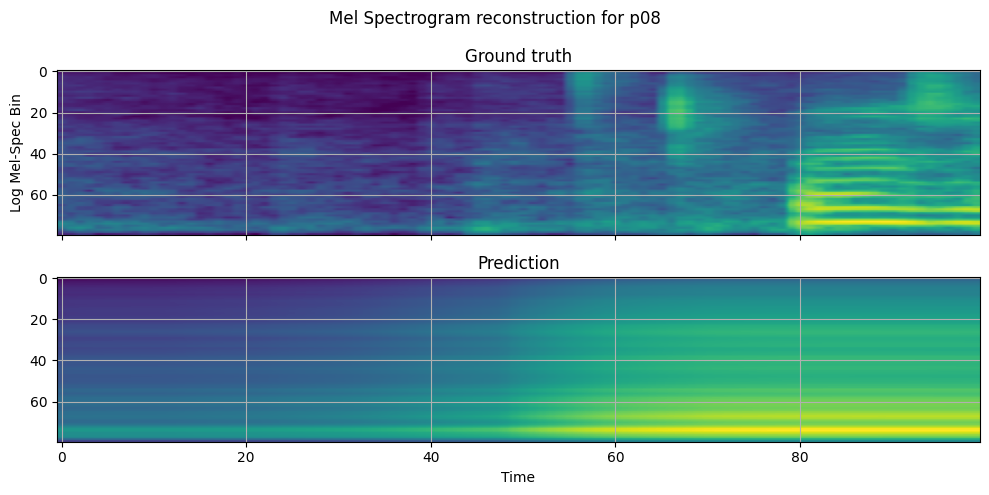 Mel Spectrogram reconstruction for p08
Ground truth
0
20
40
60
Log Mel-Spec Bin
Prediction
0
20
40
60
0 20 40 60 80
Time